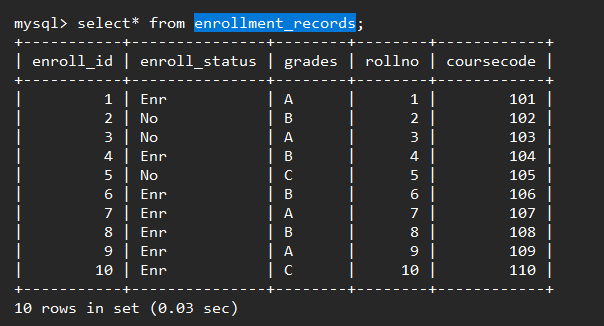 mysql> select* from enrollment_records;
+-----------+---------------+--------+--------+------------+
| enroll_id | enroll_status | grades | rollno | coursecode |
+-----------+---------------+--------+--------+------------+
|         1 | Enr           | A      |      1 |        101 |
|         2 | No            | B      |      2 |        102 |
|         3 | No            | A      |      3 |        103 |
|         4 | Enr           | B      |      4 |        104 |
|         5 | No            | C      |      5 |        105 |
|         6 | Enr           | B      |      6 |        106 |
|         7 | Enr           | A      |      7 |        107 |
|         8 | Enr           | B      |      8 |        108 |
|         9 | Enr           | A      |      9 |        109 |
|        10 | Enr           | C      |     10 |        110 |
+-----------+---------------+--------+--------+------------+
10 rows in set (0.03 sec)